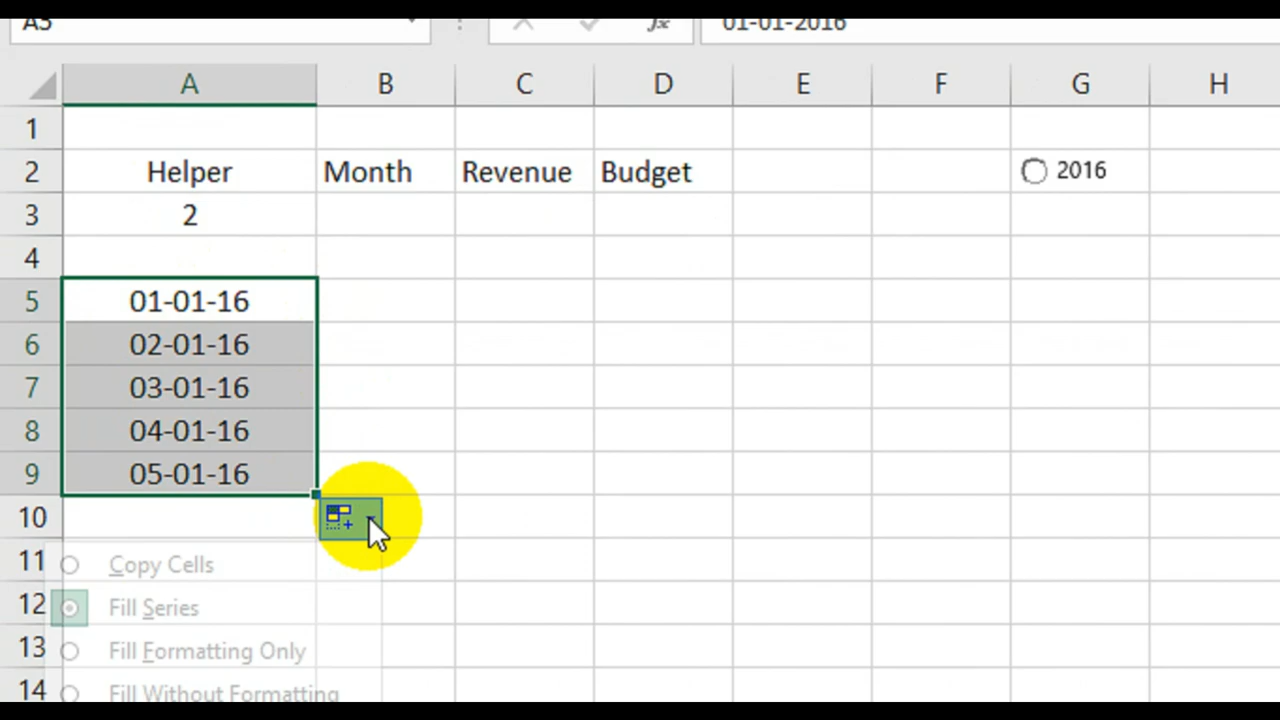 A5 fx 01-01-2016
A B C D E F G H
1
2 Helper Month Revenue Budget 2016
3 2
4
5 01-01-16
6 02-01-16
7 03-01-16
8 04-01-16
9 05-01-16
10
11 Copy Cells
12 Fill Series
13 Fill Formatting Only
14 Fill Without Formatting